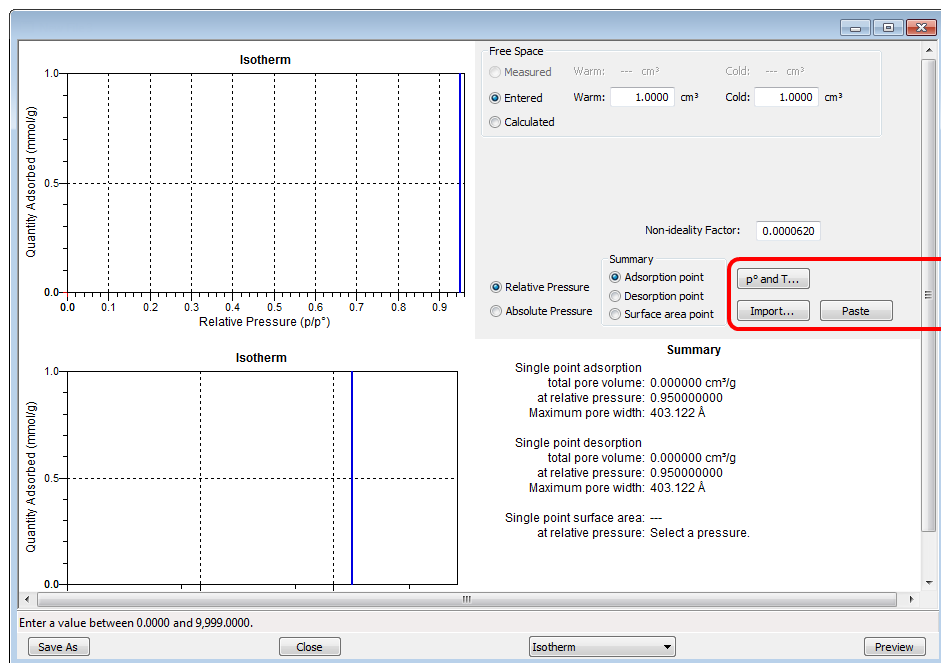 Isotherm
1.0
0.5
0.0
Quantity Adsorbed (mmol/g)
0.0 0.1 0.2 0.3 0.4 0.5 0.6 0.7 0.8 0.9
Relative Pressure (p/p°)
Free Space
Measured Warm: --- cm³ Cold: --- cm³
Entered Warm: 1.0000 cm³ Cold: 1.0000 cm³
Calculated
Non-ideality Factor: 0.0000620
Relative Pressure
Absolute Pressure
Summary
Adsorption point
Desorption point
Surface area point
p° and T...
Import... Paste
Isotherm
1.0
0.5
0.0
Quantity Adsorbed (mmol/g)
Summary
Single point adsorption
total pore volume: 0.000000 cm³/g
at relative pressure: 0.950000000
Maximum pore width: 403.122 Å
Single point desorption
total pore volume: 0.000000 cm³/g
at relative pressure: 0.950000000
Maximum pore width: 403.122 Å
Single point surface area: ---
at relative pressure: Select a pressure.
Enter a value between 0.0000 and 9,999.0000.
Save As Close Isotherm Preview